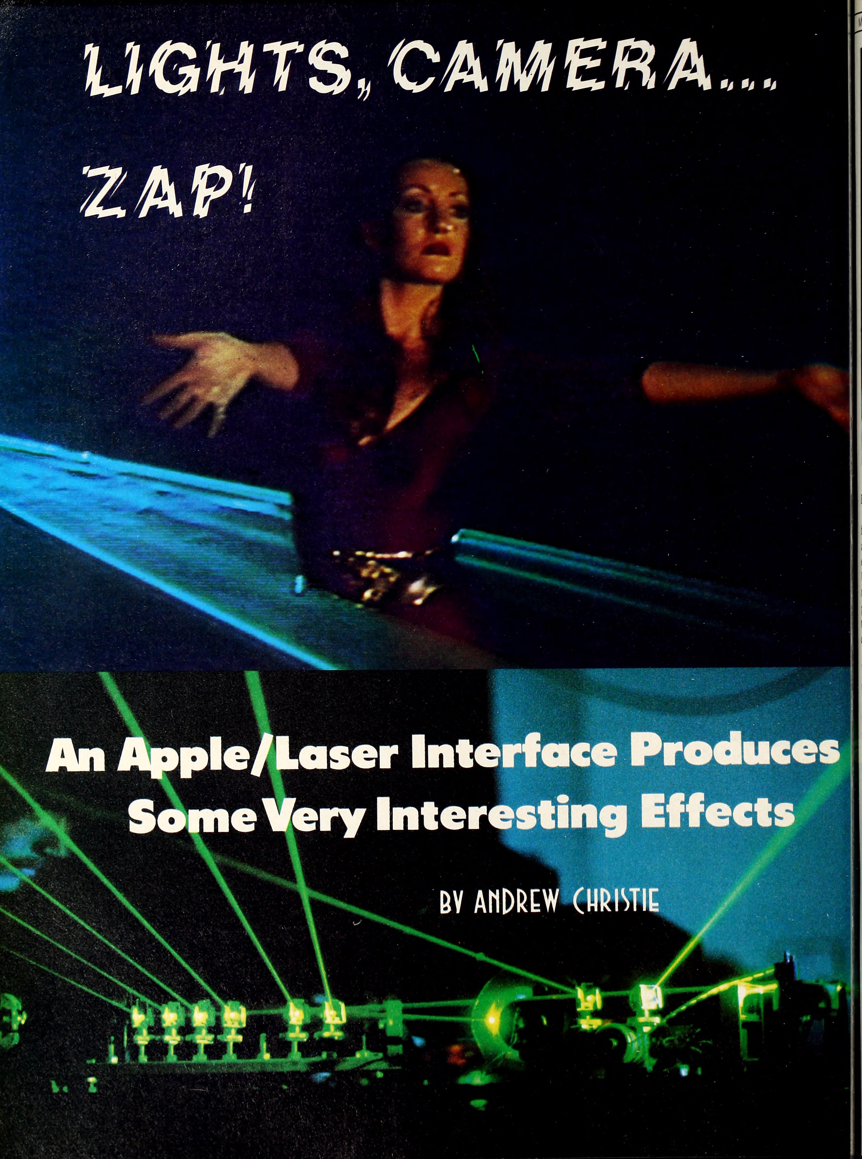 LIGHTS, CAMERA....
ZAP!
An Apple/Laser Interface Produces
Some Very Interesting Effects
BY ANDREW CHRISTIE